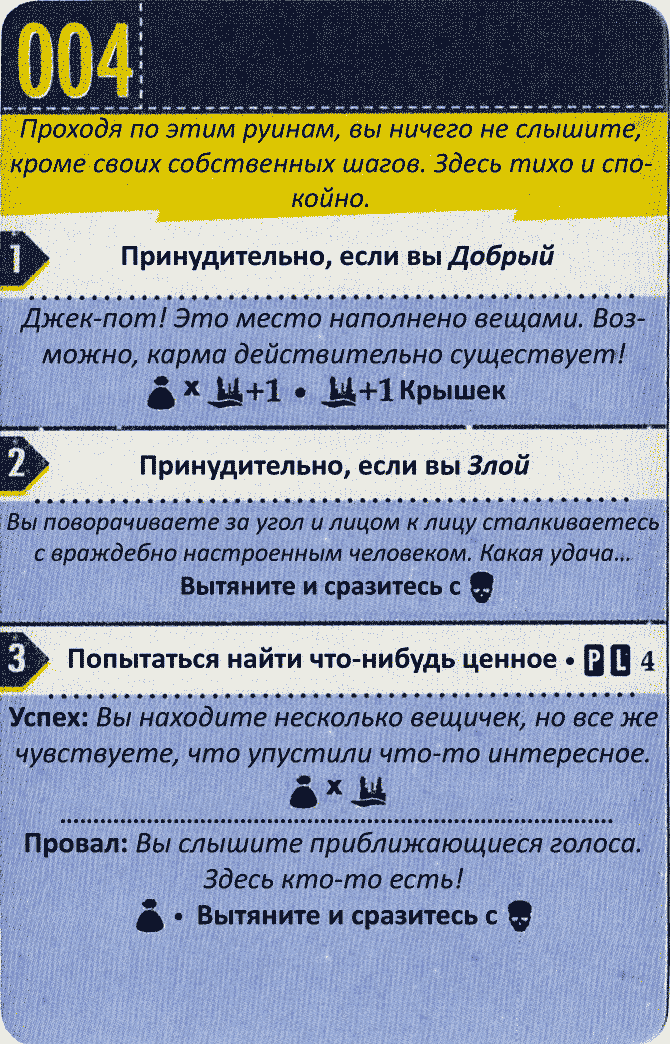 004
Проходя по этим руинам, вы ничего не слышите,
кроме своих собственных шагов. Здесь тихо и спо-
койно.
1
Принудительно, если вы Добрый
Джек-пот! Это место наполнено вещами. Воз-
можно, карма действительно существует!
x +1 • +1 Крышек
2
Принудительно, если вы Злой
Вы поворачиваете за угол и лицом к лицу сталкиваетесь
с враждебно настроенным человеком. Какая удача...
Вытяните и сразитесь с
3
Попытаться найти что-нибудь ценное • P L 4
Успех: Вы находите несколько вещичек, но все же
чувствуете, что упустили что-то интересное.
x
Провал: Вы слышите приближающиеся голоса.
Здесь кто-то есть!
• Вытяните и сразитесь с